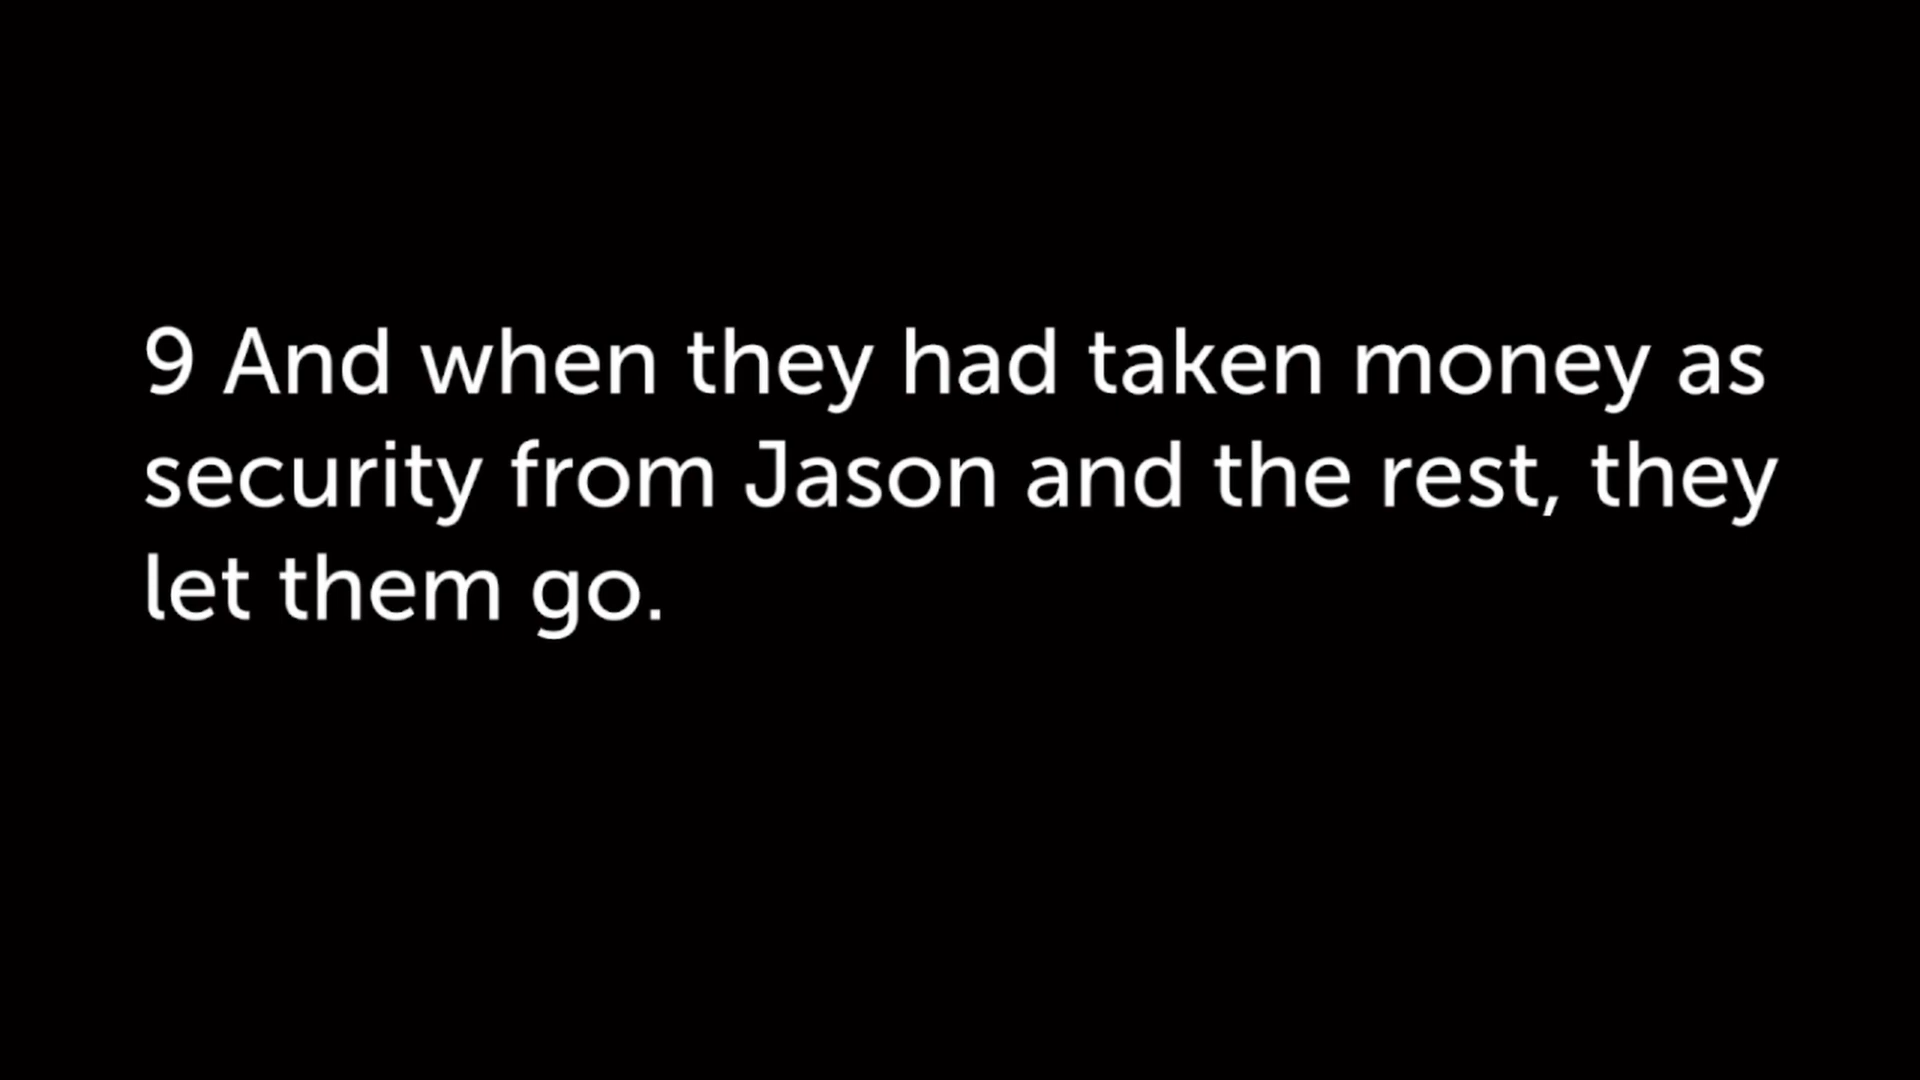 9 And when they had taken money as
security from Jason and the rest, they
let them go.